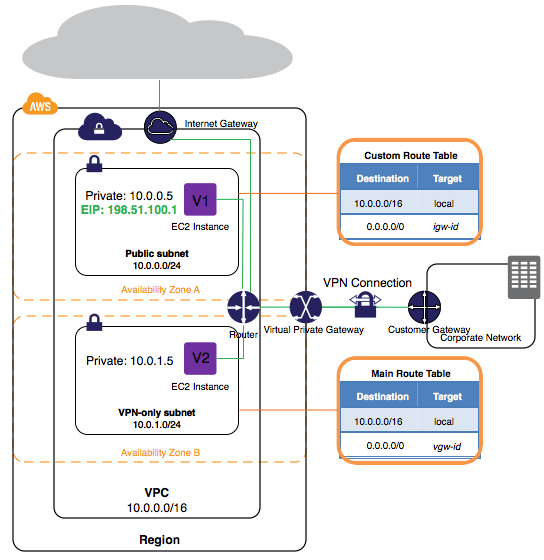 AWS
Internet Gateway
Private: 10.0.0.5
EIP: 198.51.100.1
V1
EC2 Instance
Public subnet
10.0.0.0/24
Availability Zone A
Custom Route Table
Destination Target
10.0.0.0/16 local
0.0.0.0/0 igw-id
VPN Connection
Router
Virtual Private Gateway
Customer Gateway
Corporate Network
Private: 10.0.1.5
V2
EC2 Instance
VPN-only subnet
10.0.1.0/24
Availability Zone B
Main Route Table
Destination Target
10.0.0.0/16 local
0.0.0.0/0 vgw-id
VPC
10.0.0.0/16
Region